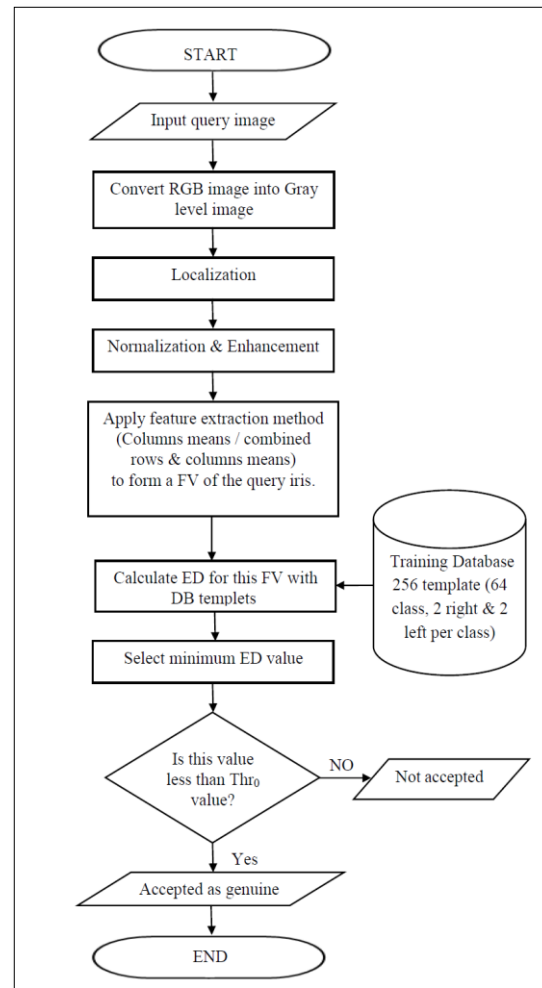 START
Input query image
Convert RGB image into Gray
level image
Localization
Normalization & Enhancement
Apply feature extraction method
(Columns means / combined
rows & columns means)
to form a FV of the query iris.
Training Database
256 template (64
class, 2 right & 2
left per class)
Calculate ED for this FV with
DB templets
Select minimum ED value
Is this value
less than Thr₀
value?
NO
Not accepted
Yes
Accepted as genuine
END